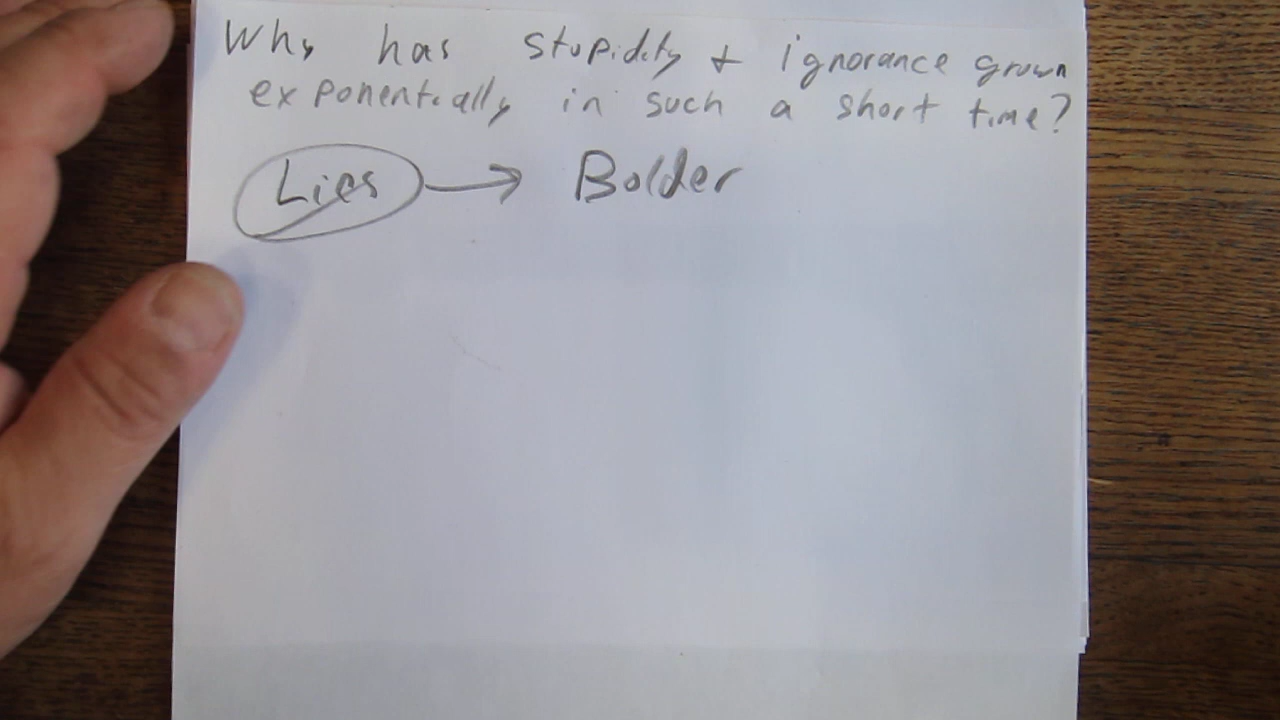 Why has stupidity + ignorance grown
exponentially in such a short time?
Lies → Bolder